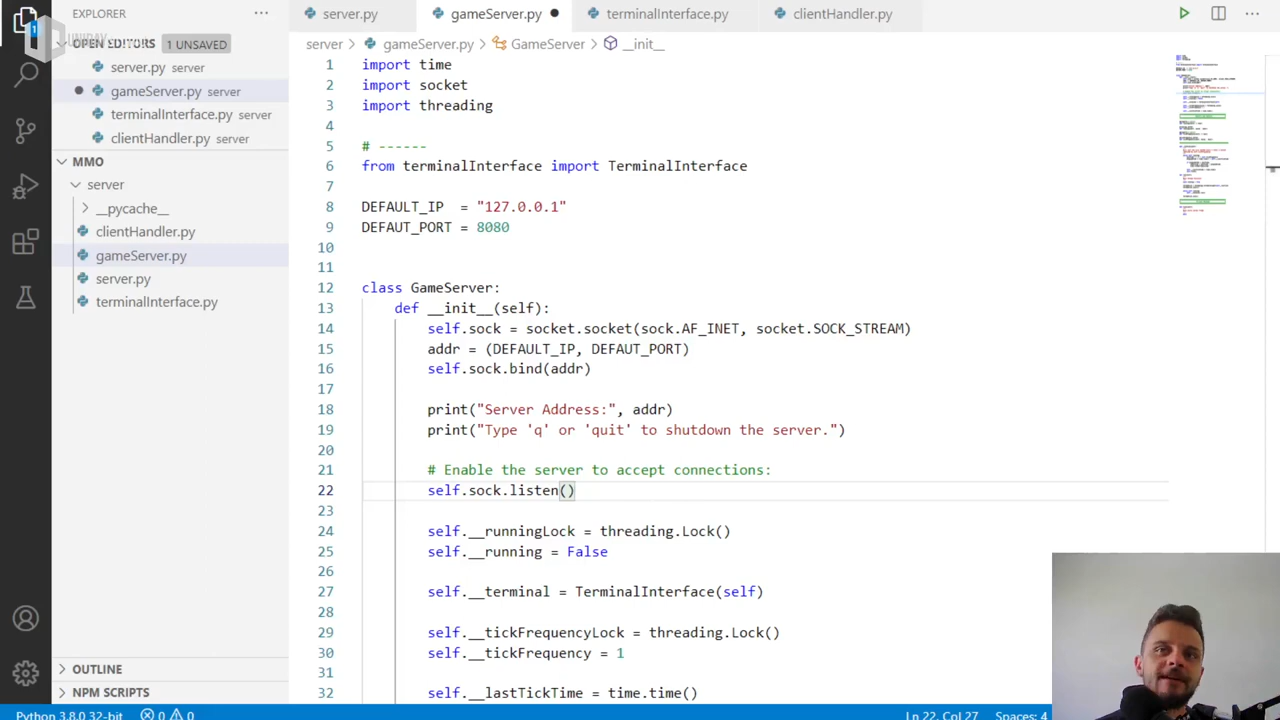 EXPLORER
server.py
gameServer.py
terminalInterface.py
clientHandler.py
1
OPEN EDITORS
1 UNSAVED
server.py server
gameServer.py server
terminalInterface.py server
clientHandler.py server
MMO
server
__pycache__
clientHandler.py
gameServer.py
server.py
terminalInterface.py
OUTLINE
NPM SCRIPTS
server > gameServer.py > GameServer > __init__
1 import time
2 import socket
3 import threading
4
5 # ------
6 from terminalInterface import TerminalInterface
7
8 DEFAULT_IP = "127.0.0.1"
9 DEFAUT_PORT = 8080
10
11
12 class GameServer:
13 def __init__(self):
14 self.sock = socket.socket(sock.AF_INET, socket.SOCK_STREAM)
15 addr = (DEFAULT_IP, DEFAUT_PORT)
16 self.sock.bind(addr)
17
18 print("Server Address:", addr)
19 print("Type 'q' or 'quit' to shutdown the server.")
20
21 # Enable the server to accept connections:
22 self.sock.listen()
23
24 self.__runningLock = threading.Lock()
25 self.__running = False
26
27 self.__terminal = TerminalInterface(self)
28
29 self.__tickFrequencyLock = threading.Lock()
30 self.__tickFrequency = 1
31
32 self.__lastTickTime = time.time()
Python 3.8.0 32-bit
0 0
Ln 22, Col 27
Spaces: 4